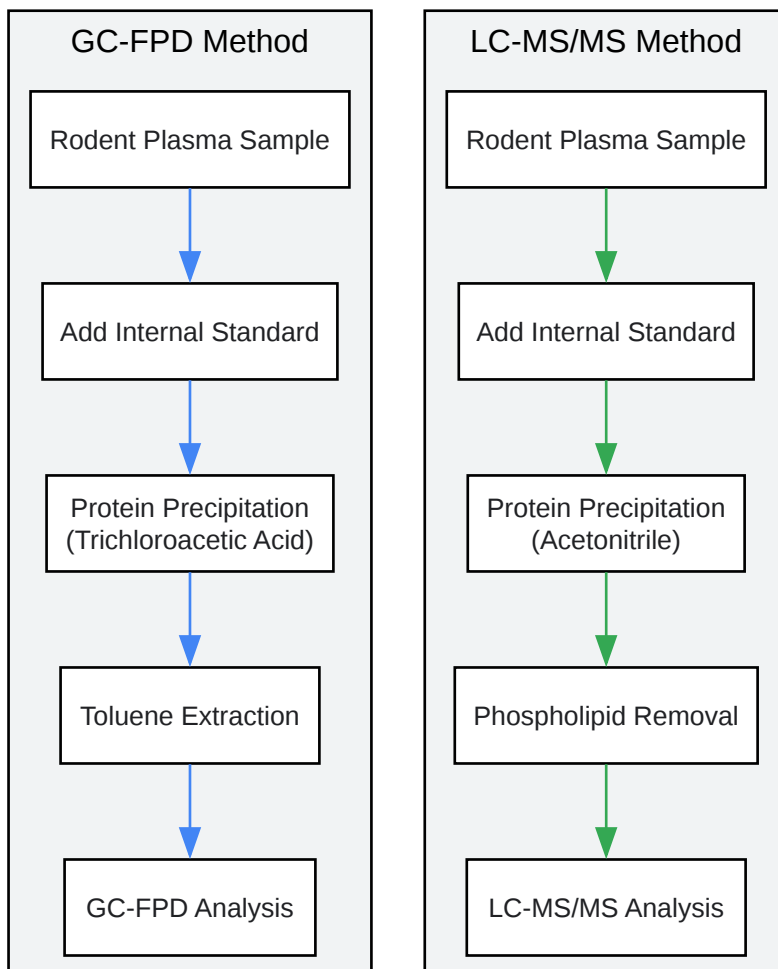 GC-FPD Method
Rodent Plasma Sample
Add Internal Standard
Protein Precipitation
(Trichloroacetic Acid)
Toluene Extraction
GC-FPD Analysis
LC-MS/MS Method
Rodent Plasma Sample
Add Internal Standard
Protein Precipitation
(Acetonitrile)
Phospholipid Removal
LC-MS/MS Analysis